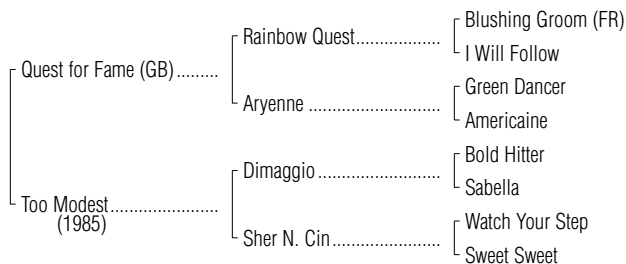 Blushing Groom (FR)
Rainbow Quest..................
I Will Follow
Quest for Fame (GB).........
Green Dancer
Aryenne ............................
Americaine
Bold Hitter
Dimaggio ..........................
Sabella
Too Modest.......................
(1985)
Watch Your Step
Sher N. Cin.......................
Sweet Sweet